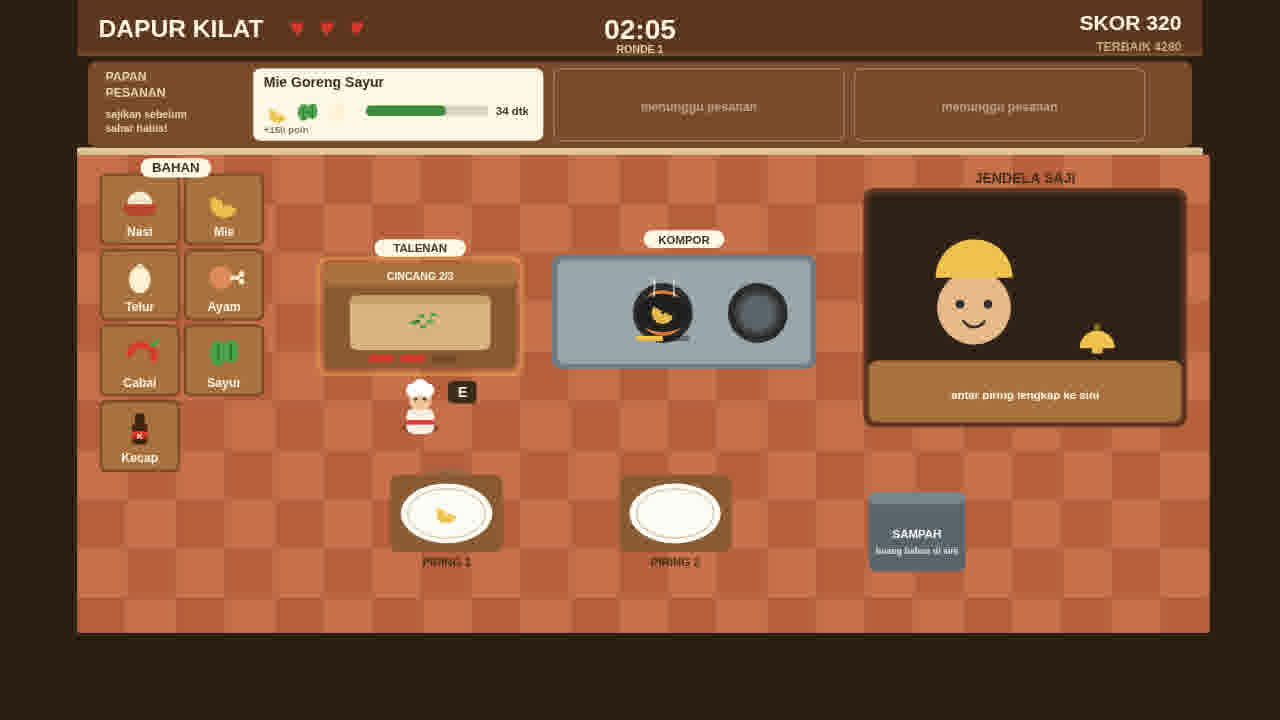 DAPUR KILAT
02:05
RONDE 1
SKOR 320
TERBAIK 4280
PAPAN
PESANAN
sajikan sebelum
sabar habis!
Mie Goreng Sayur
34 dtk
+150 poin
menunggu pesanan
menunggu pesanan
BAHAN
Nasi
Mie
Telur
Ayam
Cabai
Sayur
Kecap
K
TALENAN
CINCANG 2/3
E
KOMPOR
JENDELA SAJI
antar piring lengkap ke sini
PIRING 1
PIRING 2
SAMPAH
buang bahan di sini